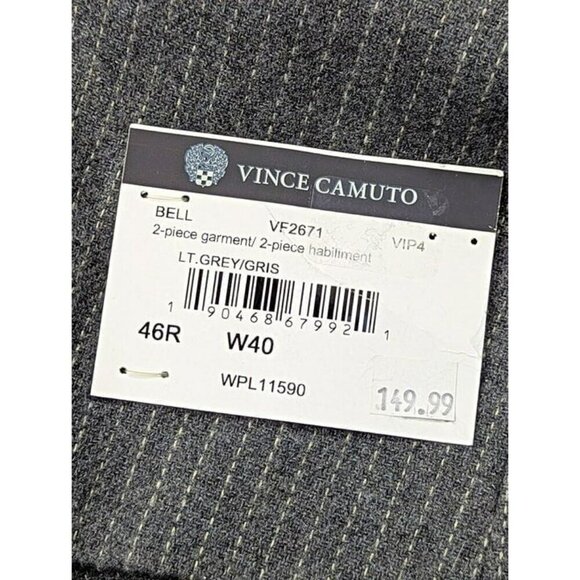 VINCE CAMUTO
BELL VF2671 VIP4
2-piece garment/ 2-piece habiliment
LT.GREY/GRIS
1 90468 67992 1
46R W40
WPL11590
149.99